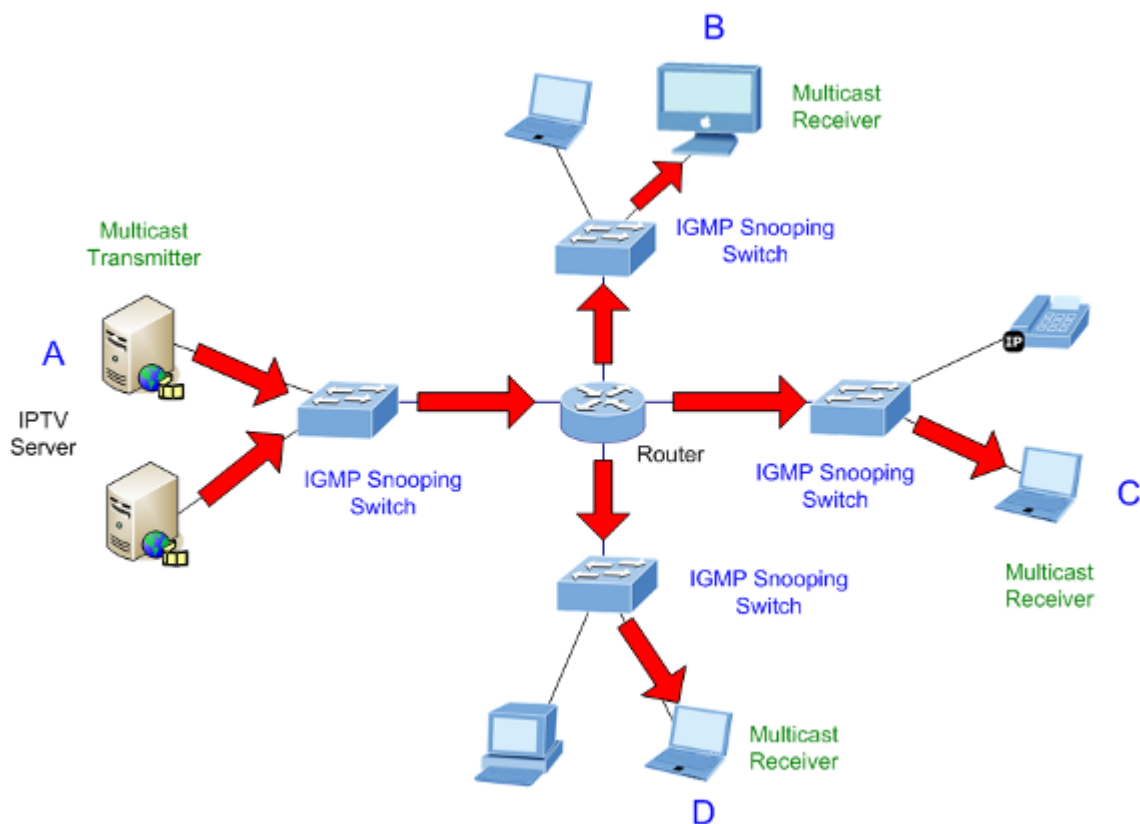 B
Multicast
Receiver
IGMP Snooping
Switch
Multicast
Transmitter
A
IPTV
Server
IP
Router
IGMP Snooping
Switch
IGMP Snooping
Switch
C
Multicast
Receiver
IGMP Snooping
Switch
Multicast
Receiver
D